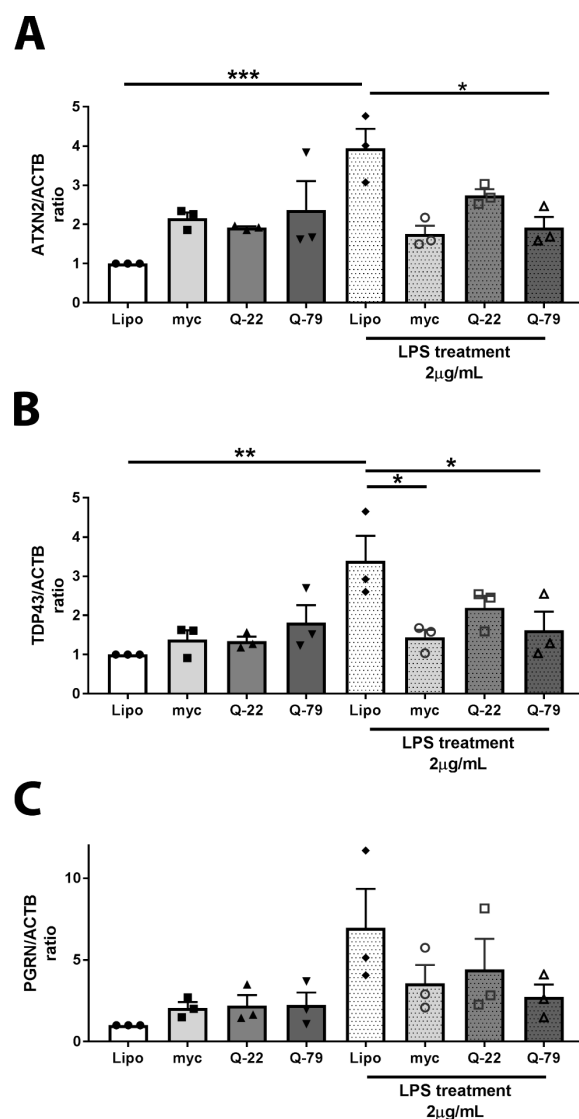 A
***
*
5
4
3
2
1
0
ATXN2/ACTB
ratio
Lipo myc Q-22 Q-79 Lipo myc Q-22 Q-79
LPS treatment
2μg/mL
B
**
*
*
5
4
3
2
1
0
TDP43/ACTB
ratio
Lipo myc Q-22 Q-79 Lipo myc Q-22 Q-79
LPS treatment
2μg/mL
C
10
5
0
PGRN/ACTB
ratio
Lipo myc Q-22 Q-79 Lipo myc Q-22 Q-79
LPS treatment
2μg/mL